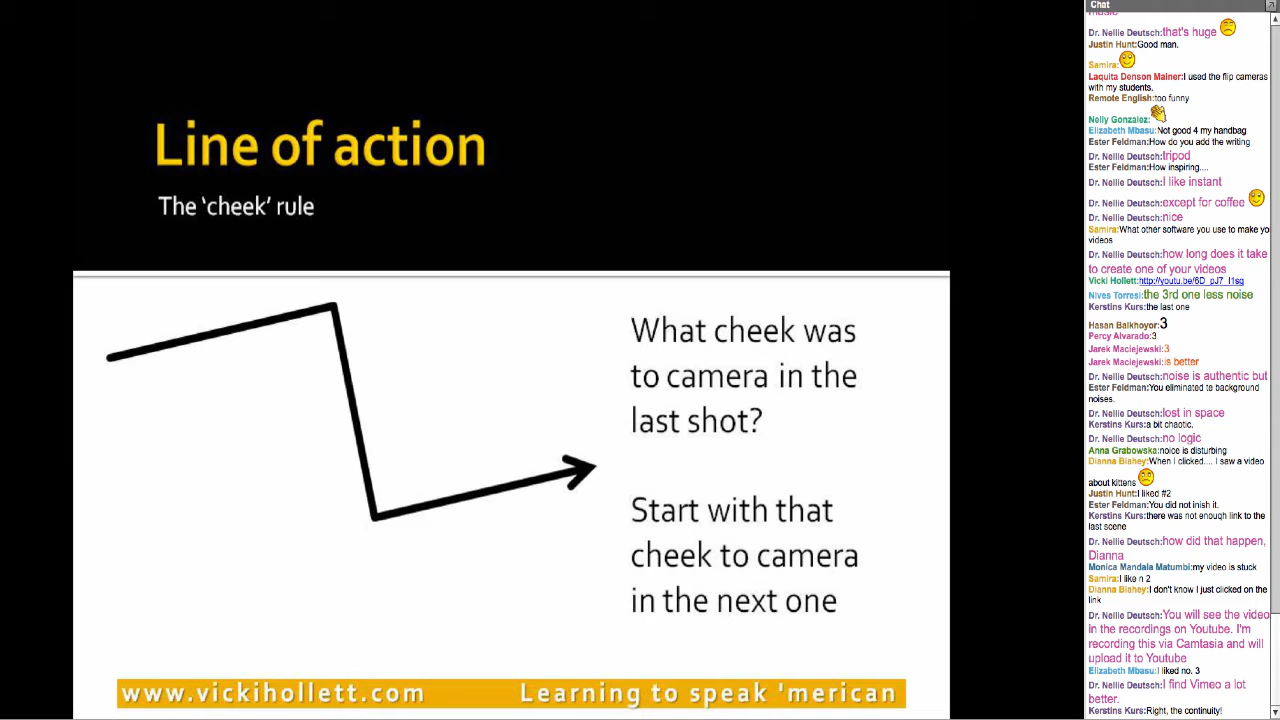 Line of action
The ‘cheek’ rule
What cheek was
to camera in the
last shot?
Start with that
cheek to camera
in the next one
www.vickihollett.com
Learning to speak 'merican
Chat
music
Dr. Nellie Deutsch:that's huge
Justin Hunt:Good man.
Samira:
Laquita Denson Mainer:I used the flip cameras
with my students.
Remote English:too funny
Nelly Gonzalez:
Elizabeth Mbasu:Not good 4 my handbag
Ester Feldman:How do you add the writing
Dr. Nellie Deutsch:tripod
Ester Feldman:How inspiring....
Dr. Nellie Deutsch:I like instant
Dr. Nellie Deutsch:except for coffee
Dr. Nellie Deutsch:nice
Samira:What other software you use to make yo
videos
Dr. Nellie Deutsch:how long does it take
to create one of your videos
Vicki Hollett:http://youtu.be/6D_pJ7_I1sg
Nives Torresi:the 3rd one less noise
Kerstins Kurs:the last one
Hasan Balkhoyor:3
Percy Alvarado:3
Jarek Maciejewski:3
Jarek Maciejewski:is better
Dr. Nellie Deutsch:noise is authentic but
Ester Feldman:You eliminated te background
noises.
Dr. Nellie Deutsch:lost in space
Kerstins Kurs:a bit chaotic.
Dr. Nellie Deutsch:no logic
Anna Grabowska:noice is disturbing
Dianna Blahey:When I clicked.... I saw a video
about kittens
Justin Hunt:I liked #2
Ester Feldman:You did not inish it.
Kerstins Kurs:there was not enough link to the
last scene
Dr. Nellie Deutsch:how did that happen,
Dianna
Monica Mandala Matumbi:my video is stuck
Samira:I like n 2
Dianna Blahey:I don't know I just clicked on the
link
Dr. Nellie Deutsch:You will see the video
in the recordings on Youtube. I'm
recording this via Camtasia and will
upload it to Youtube
Elizabeth Mbasu:I liked no. 3
Dr. Nellie Deutsch:I find Vimeo a lot
better.
Kerstins Kurs:Right, the continuity!